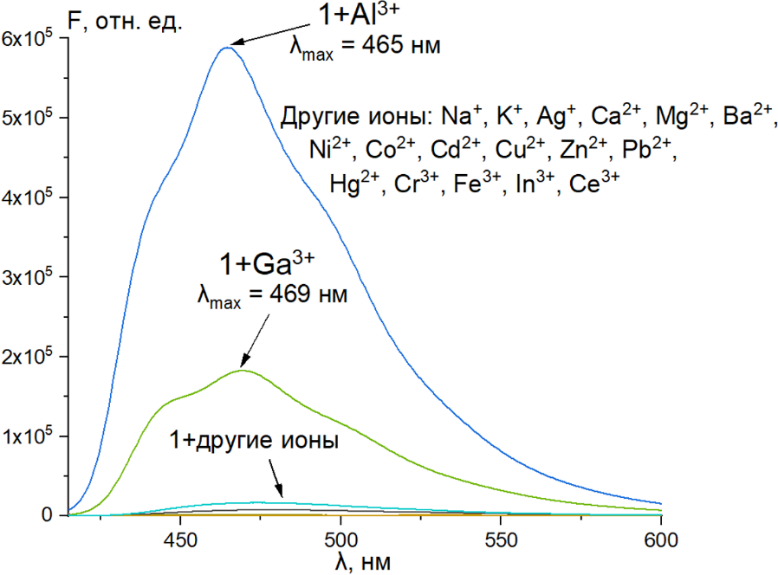 F, отн. ед.
1+Al³⁺
λmax = 465 нм
6x10⁵
5x10⁵
4x10⁵
3x10⁵
2x10⁵
1x10⁵
0
Другие ионы: Na⁺, K⁺, Ag⁺, Ca²⁺, Mg²⁺, Ba²⁺,
Ni²⁺, Co²⁺, Cd²⁺, Cu²⁺, Zn²⁺, Pb²⁺,
Hg²⁺, Cr³⁺, Fe³⁺, In³⁺, Ce³⁺
1+Ga³⁺
λmax = 469 нм
1+другие ионы
450 500 550 600
λ, нм